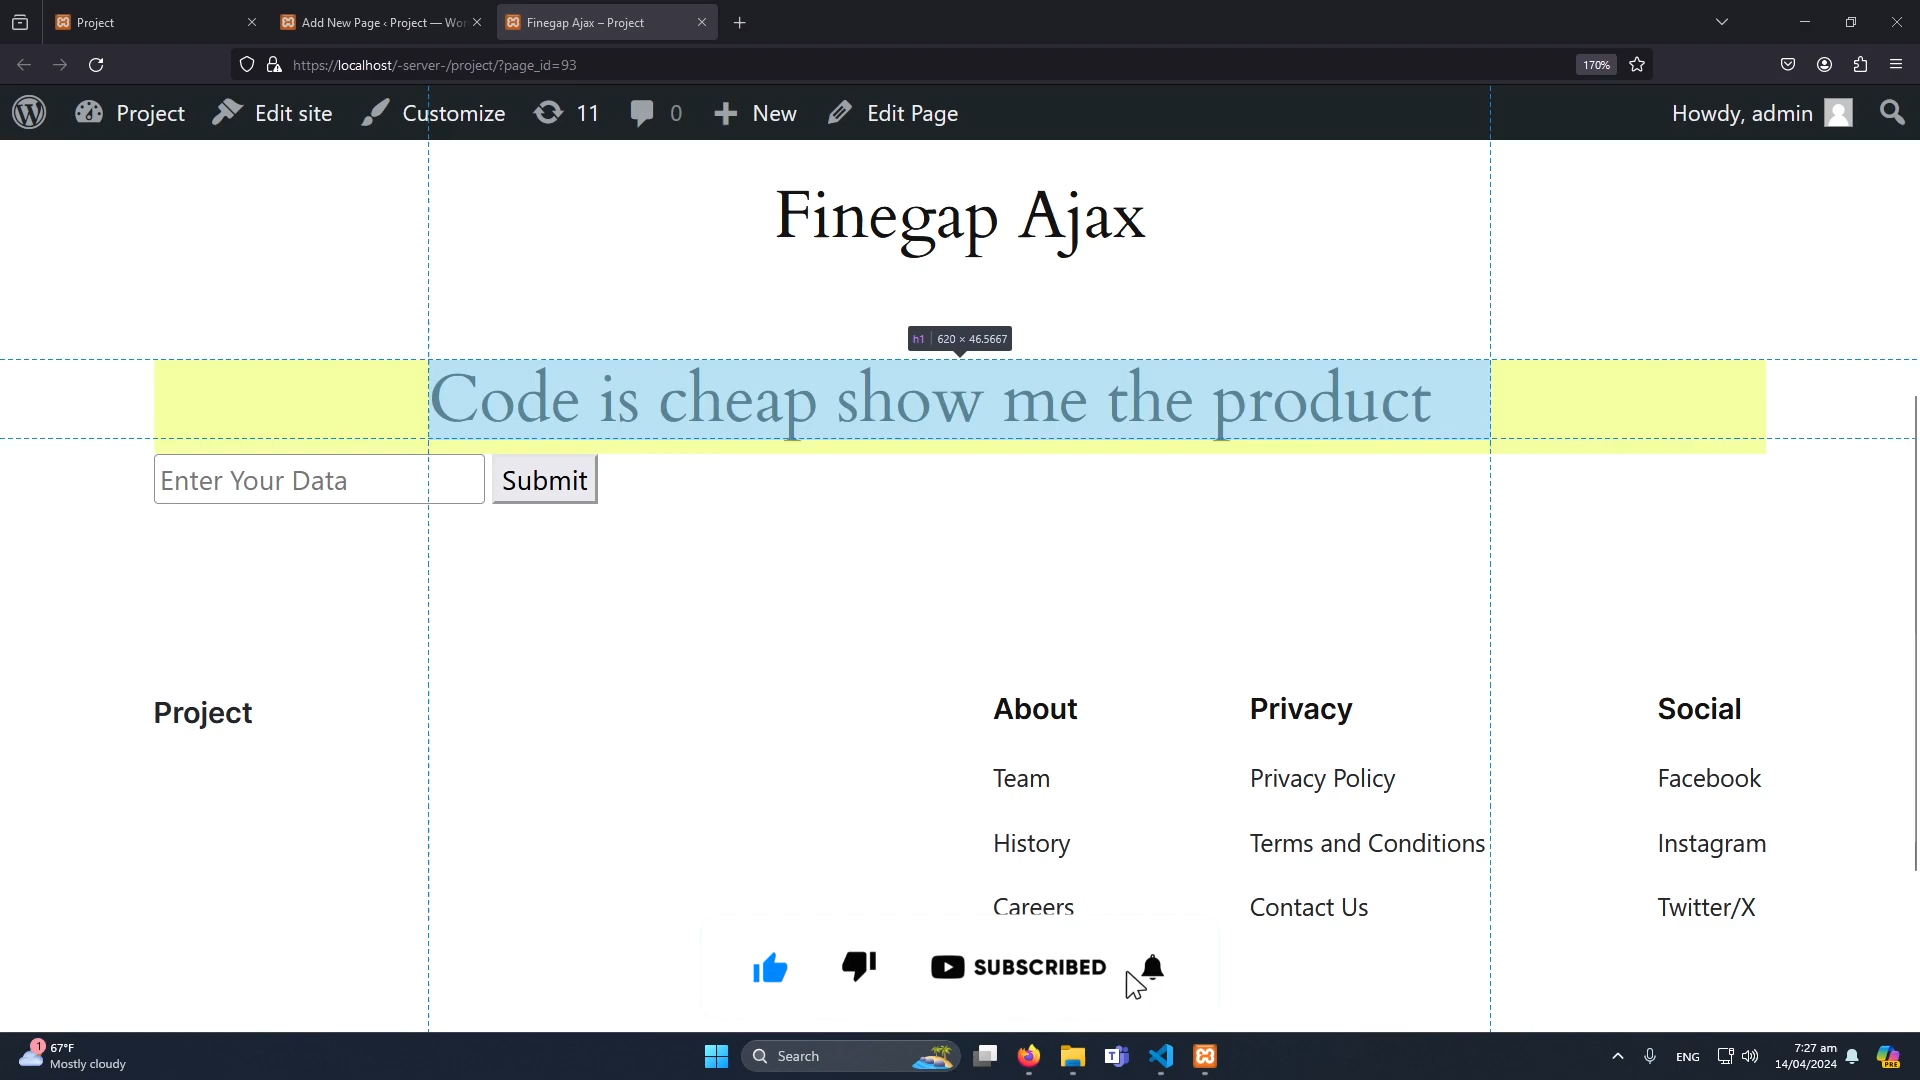 Project
Add New Page ‹ Project — Wor
Finegap Ajax – Project
https://localhost/-server-/project/?page_id=93
170%
Project
Edit site
Customize
11
0
New
Edit Page
Howdy, admin
Finegap Ajax
h1 620 × 46.5667
Code is cheap show me the product
Enter Your Data
Submit
Project
About
Privacy
Social
Team
Privacy Policy
Facebook
History
Terms and Conditions
Instagram
Careers
Contact Us
Twitter/X
SUBSCRIBED
1
67°F
Mostly cloudy
Search
ENG
7:27 am
14/04/2024
PRE